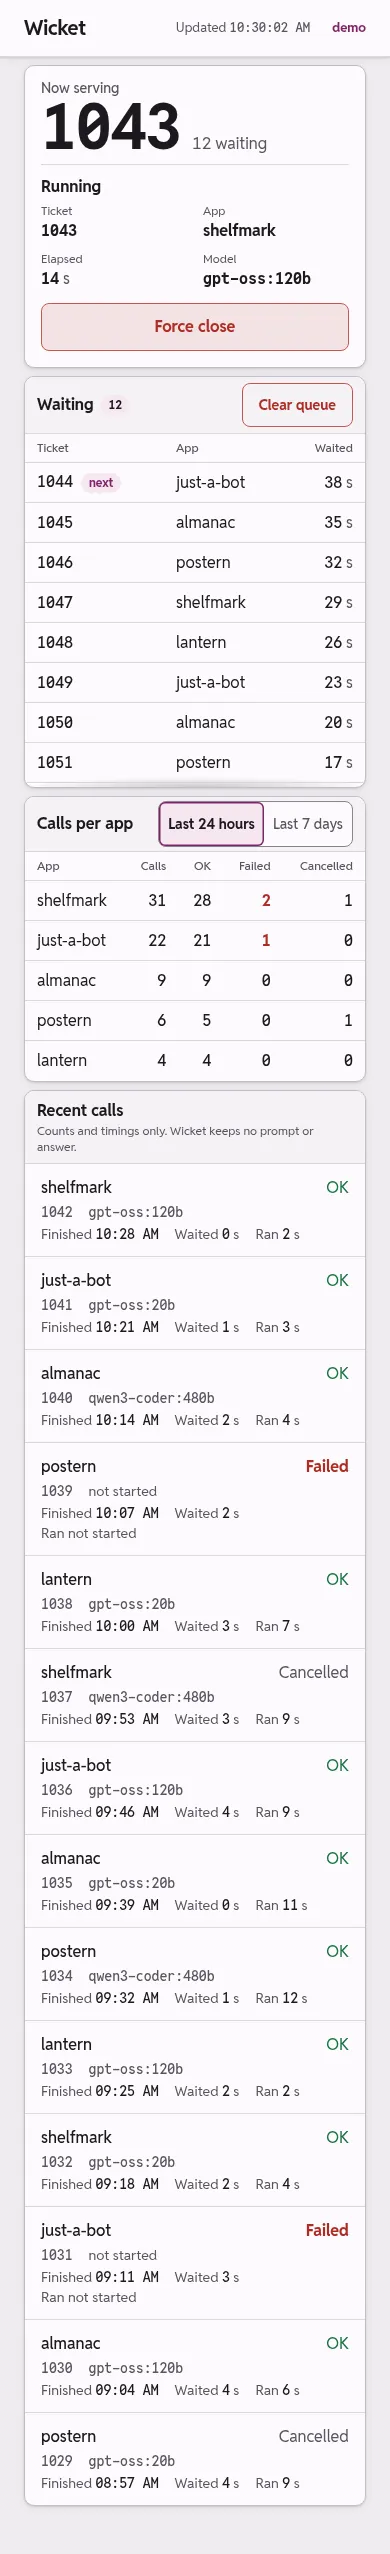 Wicket Updated 10:30:02 AM demo
Now serving
1043 12 waiting
Running
Ticket App
1043 shelfmark
Elapsed Model
14 s gpt-oss:120b
Force close
Waiting 12 Clear queue
Ticket App Waited
1044 next just-a-bot 38 s
1045 almanac 35 s
1046 postern 32 s
1047 shelfmark 29 s
1048 lantern 26 s
1049 just-a-bot 23 s
1050 almanac 20 s
1051 postern 17 s
Calls per app Last 24 hours Last 7 days
App Calls OK Failed Cancelled
shelfmark 31 28 2 1
just-a-bot 22 21 1 0
almanac 9 9 0 0
postern 6 5 0 1
lantern 4 4 0 0
Recent calls
Counts and timings only. Wicket keeps no prompt or
answer.
shelfmark OK
1042 gpt-oss:120b
Finished 10:28 AM Waited 0 s Ran 2 s
just-a-bot OK
1041 gpt-oss:20b
Finished 10:21 AM Waited 1 s Ran 3 s
almanac OK
1040 qwen3-coder:480b
Finished 10:14 AM Waited 2 s Ran 4 s
postern Failed
1039 not started
Finished 10:07 AM Waited 2 s
Ran not started
lantern OK
1038 gpt-oss:20b
Finished 10:00 AM Waited 3 s Ran 7 s
shelfmark Cancelled
1037 qwen3-coder:480b
Finished 09:53 AM Waited 3 s Ran 9 s
just-a-bot OK
1036 gpt-oss:120b
Finished 09:46 AM Waited 4 s Ran 9 s
almanac OK
1035 gpt-oss:20b
Finished 09:39 AM Waited 0 s Ran 11 s
postern OK
1034 qwen3-coder:480b
Finished 09:32 AM Waited 1 s Ran 12 s
lantern OK
1033 gpt-oss:120b
Finished 09:25 AM Waited 2 s Ran 2 s
shelfmark OK
1032 gpt-oss:20b
Finished 09:18 AM Waited 2 s Ran 4 s
just-a-bot Failed
1031 not started
Finished 09:11 AM Waited 3 s
Ran not started
almanac OK
1030 gpt-oss:120b
Finished 09:04 AM Waited 4 s Ran 6 s
postern Cancelled
1029 gpt-oss:20b
Finished 08:57 AM Waited 4 s Ran 9 s